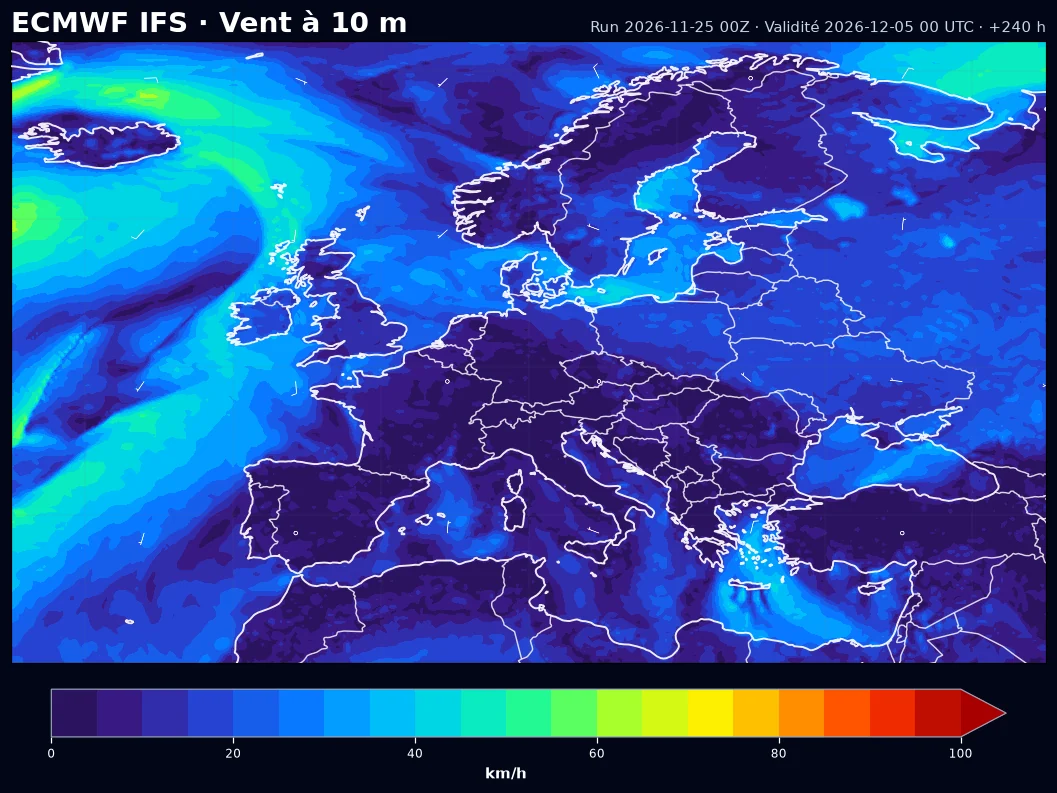 ECMWF IFS · Vent à 10 m
Run 2026-11-25 00Z · Validité 2026-12-05 00 UTC · +240 h
0 20 40 60 80 100
km/h